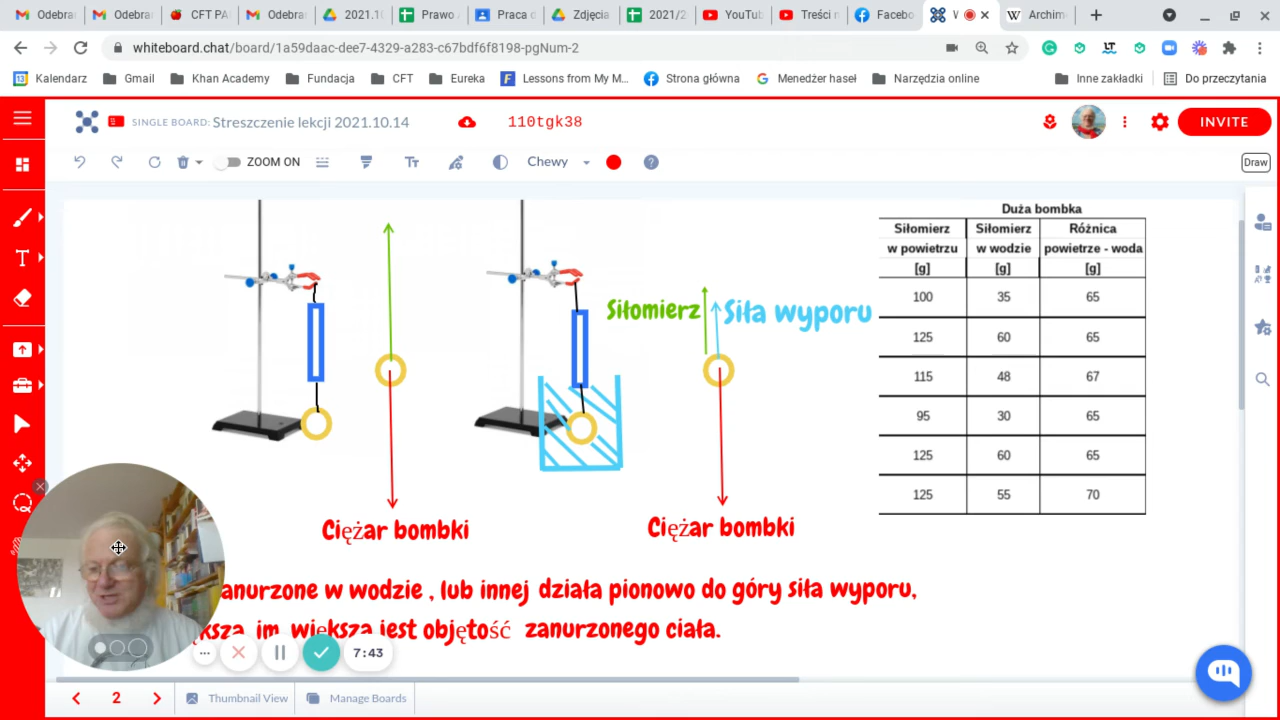 Odebra
Odebra
CFT PA
Odebra
2021.10
Prawo
Praca d
Zdjęcia
2021/2
YouTu
Treści r
Facebo
Archim
whiteboard.chat/board/1a59daac-dee7-4329-a283-c67bdf6f8198-pgNum-2
Kalendarz
Gmail
Khan Academy
Fundacja
CFT
Eureka
Lessons from My M...
Strona główna
Menedżer haseł
Narzędzia online
Inne zakładki
Do przeczytania
SINGLE BOARD: Streszczenie lekcji 2021.10.14
110tgk38
INVITE
ZOOM ON
Chewy
Draw
Siłomierz
Siła wyporu
Ciężar bombki
Ciężar bombki
Duża bombka
Siłomierz w powietrzu [g] Siłomierz w wodzie [g] Różnica powietrze - woda [g]
100 35 65
125 60 65
115 48 67
95 30 65
125 60 65
125 55 70
anurzone w wodzie , lub innej działa pionowo do góry siła wyporu,
ększa im większa jest objętość zanurzonego ciała.
7:43
2
Thumbnail View
Manage Boards